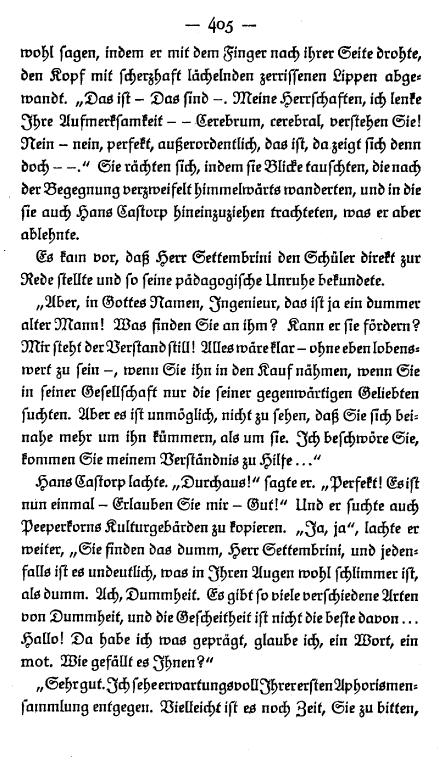 — 405 —
wohl sagen, indem er mit dem Finger nach ihrer Seite drohte,
den Kopf mit scherzhaft lächelnden zerrissenen Lippen abge-
wandt. „Das ist – Das sind –. Meine Herrschaften, ich lenke
Ihre Aufmerksamkeit – – Cerebrum, cerebral, verstehen Sie!
Nein – nein, perfekt, außerordentlich, das ist, da zeigt sich denn
doch – –.“ Sie rächten sich, indem sie Blicke tauschten, die nach
der Begegnung verzweifelt himmelwärts wanderten, und in die
sie auch Hans Castorp hineinzuziehen trachteten, was er aber
ablehnte.
Es kam vor, daß Herr Settembrini den Schüler direkt zur
Rede stellte und so seine pädagogische Unruhe bekundete.
„Aber, in Gottes Namen, Ingenieur, das ist ja ein dummer
alter Mann! Was finden Sie an ihm? Kann er sie fördern?
Mir steht der Verstand still! Alles wäre klar – ohne eben lobens-
wert zu sein –, wenn Sie ihn in den Kauf nähmen, wenn Sie
in seiner Gesellschaft nur die seiner gegenwärtigen Geliebten
suchten. Aber es ist unmöglich, nicht zu sehen, daß Sie sich bei-
nahe mehr um ihn kümmern, als um sie. Ich beschwöre Sie,
kommen Sie meinem Verständnis zu Hilfe ...“
Hans Castorp lachte. „Durchaus!“ sagte er. „Perfekt! Es ist
nun einmal – Erlauben Sie mir – Gut!“ Und er suchte auch
Peeperkorns Kulturgebärden zu kopieren. „Ja, ja“, lachte er
weiter, „Sie finden das dumm, Herr Settembrini, und jeden-
falls ist es undeutlich, was in Ihren Augen wohl schlimmer ist,
als dumm. Ach, Dummheit. Es gibt so viele verschiedene Arten
von Dummheit, und die Gescheitheit ist nicht die beste davon ...
Hallo! Da habe ich was geprägt, glaube ich, ein Wort, ein
mot. Wie gefällt es Ihnen?“
„Sehr gut. Ich sehe erwartungsvoll Ihrer ersten Aphorismen-
sammlung entgegen. Vielleicht ist es noch Zeit, Sie zu bitten,